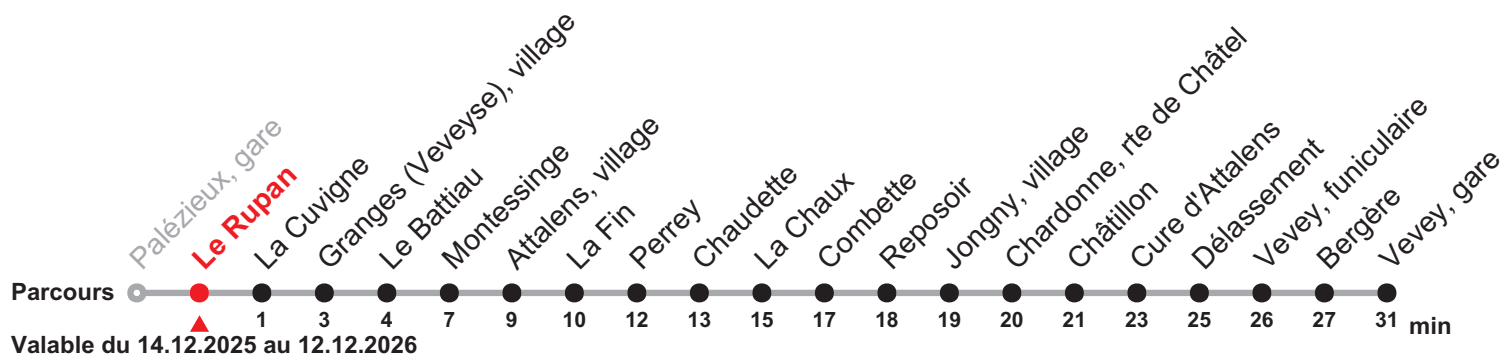 Palézieux, gare
Le Rupan
La Cuvigne
Granges (Veveyse), village
Le Battiau
Montessinge
Attalens, village
La Fin
Perrey
Chaudette
La Chaux
Combette
Reposoir
Jongny, village
Chardonne, rte de Châtel
Châtillon
Cure d'Attalens
Délassement
Vevey, funiculaire
Bergère
Vevey, gare
Parcours
1 3 4 7 9 10 12 13 15 17 18 19 20 21 23 25 26 27 31 min
Valable du 14.12.2025 au 12.12.2026